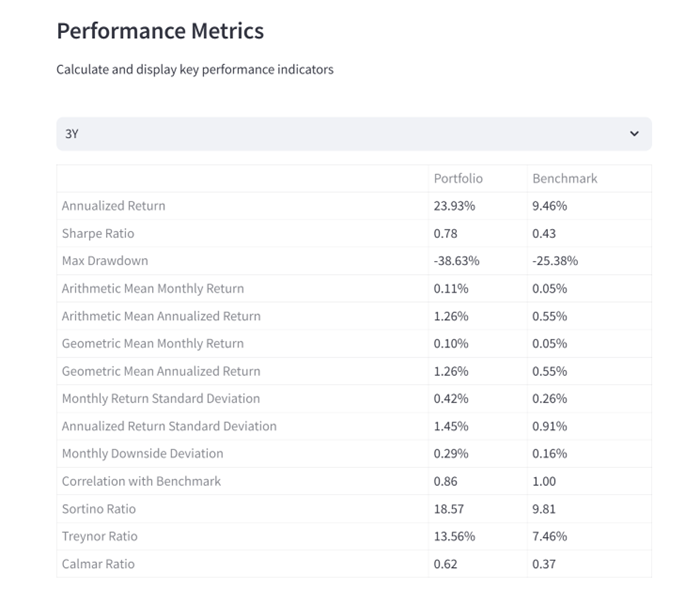 Performance Metrics
Calculate and display key performance indicators
3Y
Portfolio Benchmark
Annualized Return 23.93% 9.46%
Sharpe Ratio 0.78 0.43
Max Drawdown -38.63% -25.38%
Arithmetic Mean Monthly Return 0.11% 0.05%
Arithmetic Mean Annualized Return 1.26% 0.55%
Geometric Mean Monthly Return 0.10% 0.05%
Geometric Mean Annualized Return 1.26% 0.55%
Monthly Return Standard Deviation 0.42% 0.26%
Annualized Return Standard Deviation 1.45% 0.91%
Monthly Downside Deviation 0.29% 0.16%
Correlation with Benchmark 0.86 1.00
Sortino Ratio 18.57 9.81
Treynor Ratio 13.56% 7.46%
Calmar Ratio 0.62 0.37